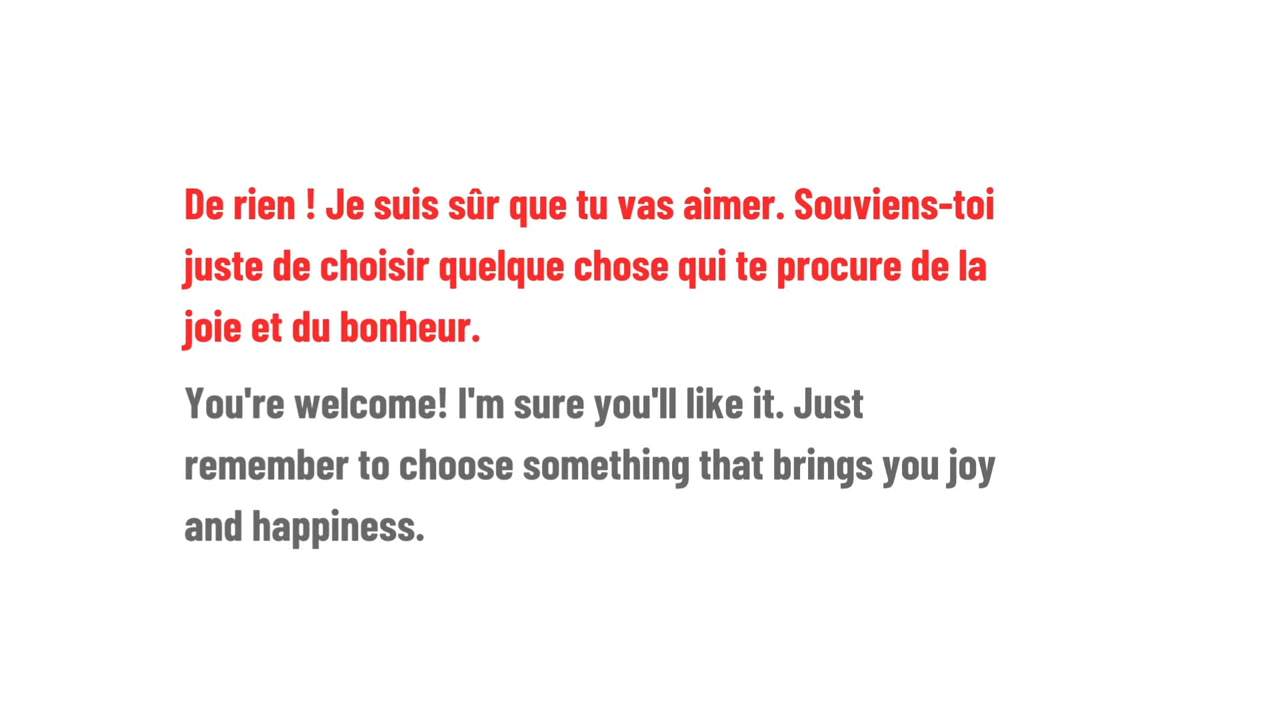 De rien ! Je suis sûr que tu vas aimer. Souviens-toi
juste de choisir quelque chose qui te procure de la
joie et du bonheur.
You're welcome! I'm sure you'll like it. Just
remember to choose something that brings you joy
and happiness.